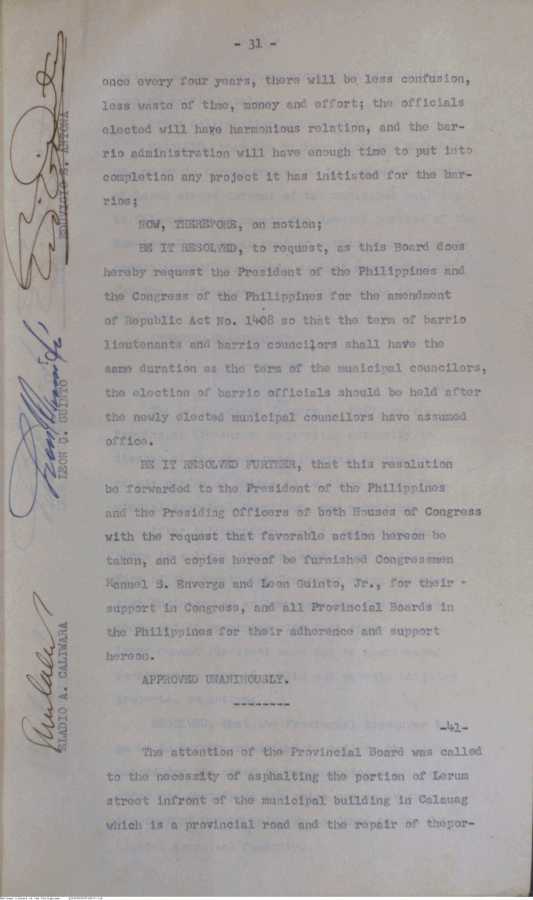 - 31 -
once every four years, there will be less confusion,
less waste of time, money and effort; the officials
elected will have harmonious relation, and the bar-
rio administration will have enough time to put into
completion any project it has initiated for the bar-
rios;
NOW, THEREFORE, on motion;
BE IT RESOLVED, to request, as this Board does
hereby request the President of the Philippines and
the Congress of the Philippines for the amendment
of Republic Act No. 1408 so that the term of barrio
lieutenants and barrio councilors shall have the
same duration as the term of the municipal councilors,
the election of barrio officials should be held after
the newly elected municipal councilors have assumed
office.
BE IT RESOLVED FURTHER, that this resolution
be forwarded to the President of the Philippines
and the Presiding Officers of both Houses of Congress
with the request that favorable action hereon be
taken, and copies hereof be furnished Congressmen
Manuel S. Enverga and Leon Guinto, Jr., for their -
support in Congress, and all Provincial Boards in
the Philippines for their adherence and support
hereon.
APPROVED UNANIMOUSLY.
--------
-41-
The attention of the Provincial Board was called
to the necessity of asphalting the portion of Lerum
street infront of the municipal building in Calauag
which is a provincial road and the repair of thepor-
LEON G. GUINTO
ELADIO A. CALIWARA